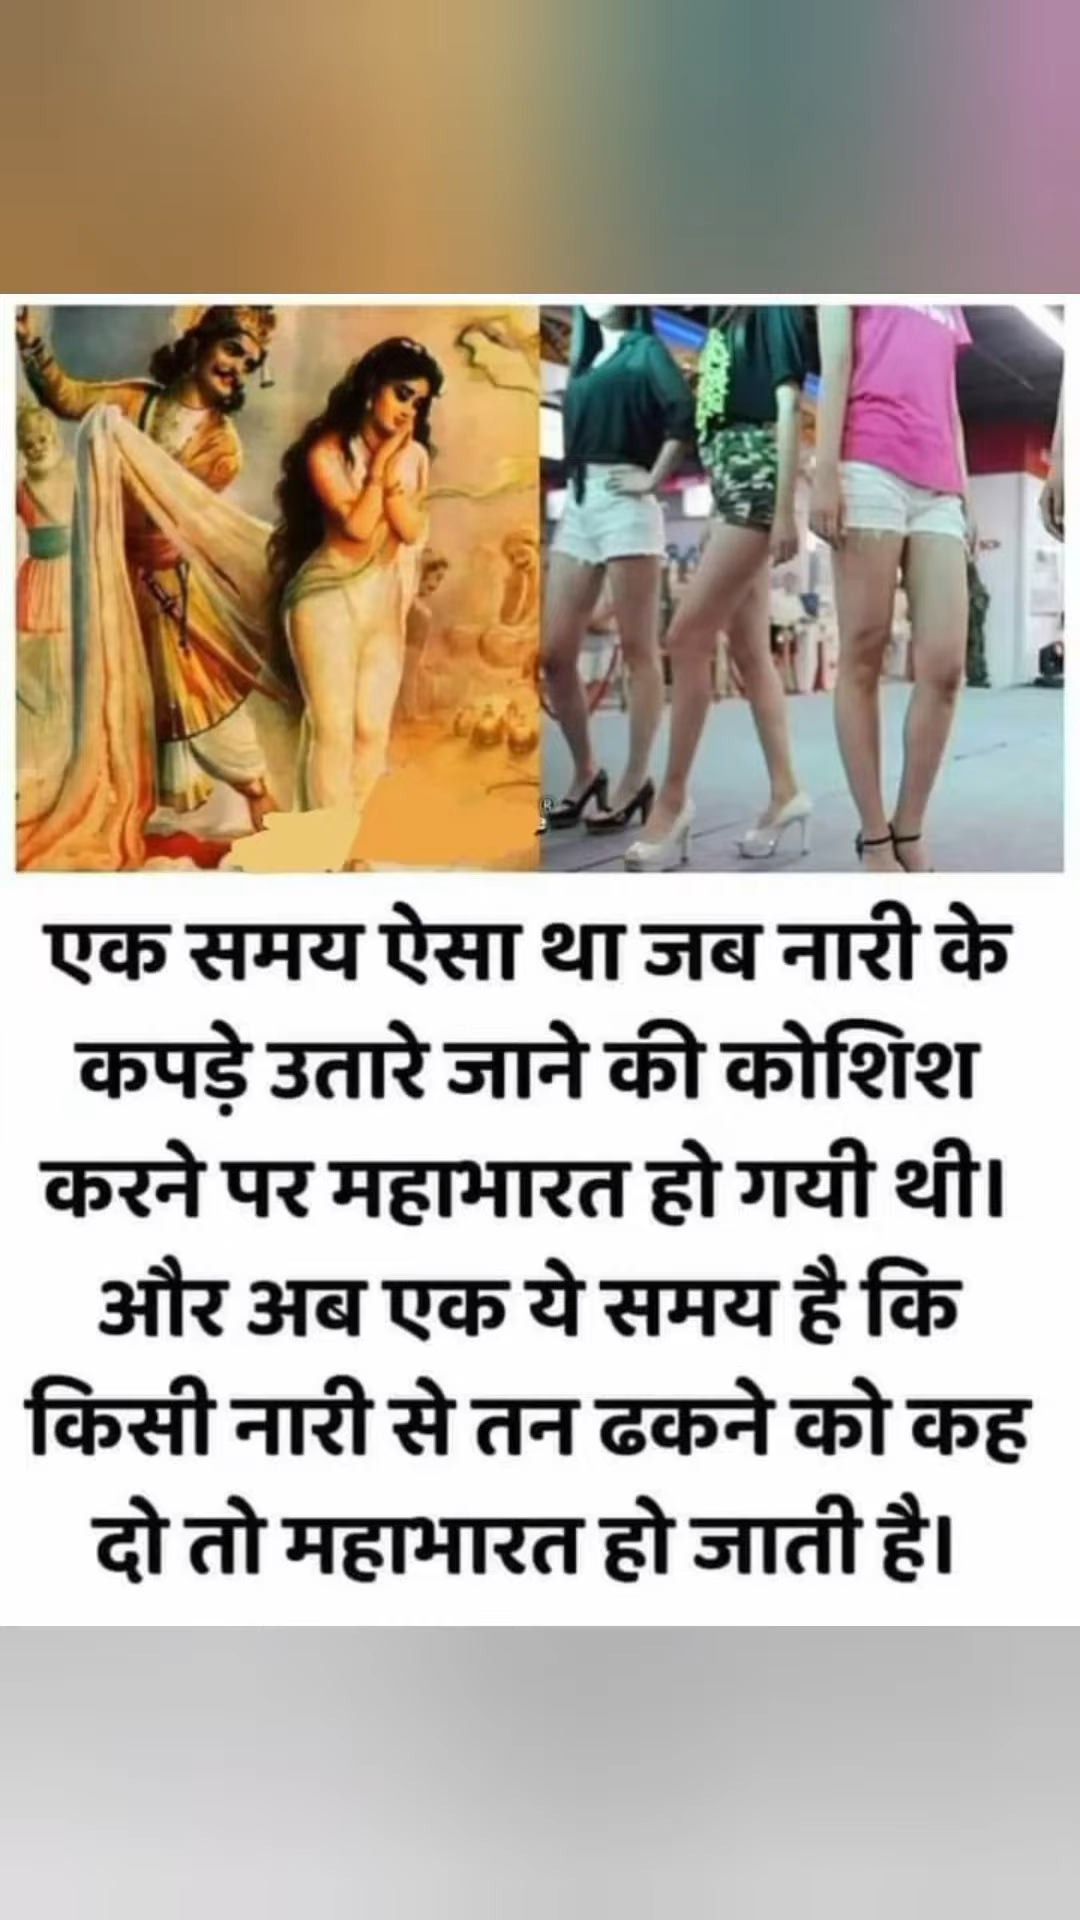 एक समय ऐसा था जब नारी के
कपड़े उतारे जाने की कोशिश
करने पर महाभारत हो गयी थी।
और अब एक ये समय है कि
किसी नारी से तन ढकने को कह
दो तो महाभारत हो जाती है।